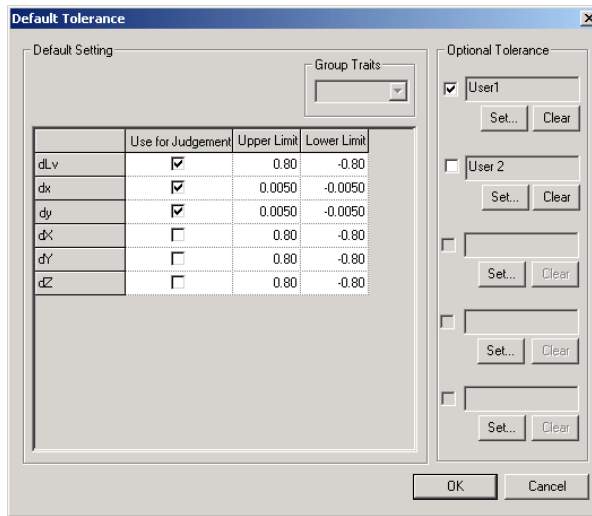 Default Tolerance
Default Setting
Group Traits
Use for Judgement Upper Limit Lower Limit
dLv 0.80 -0.80
dx 0.0050 -0.0050
dy 0.0050 -0.0050
dX 0.80 -0.80
dY 0.80 -0.80
dZ 0.80 -0.80
Optional Tolerance
User1
Set... Clear
User 2
Set... Clear
Set... Clear
Set... Clear
Set... Clear
OK Cancel